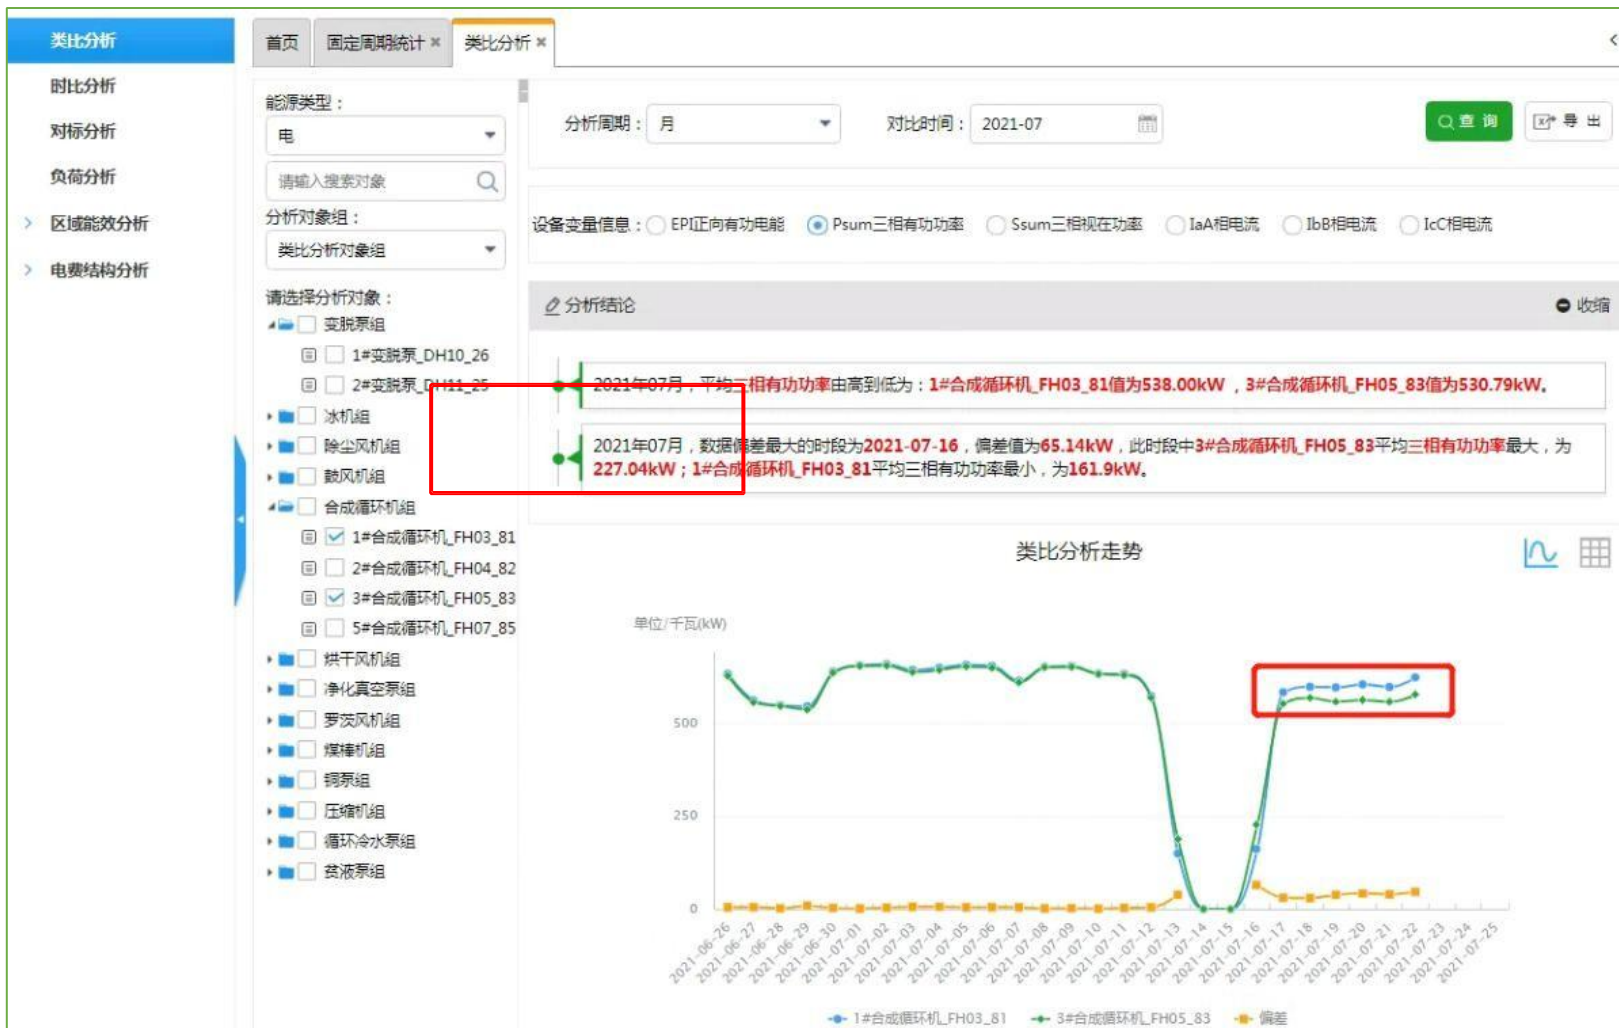 类比分析
时比分析
对标分析
负荷分析
区域能效分析
电费结构分析
首页
固定周期统计
类比分析
能源类型：
电
请输入搜索对象
分析对象组：
类比分析对象组
请选择分析对象：
变脱泵组
1#变脱泵_DH10_26
2#变脱泵_DH11_25
冰机组
除尘风机组
鼓风机组
合成循环机组
1#合成循环机_FH03_81
2#合成循环机_FH04_82
3#合成循环机_FH05_83
5#合成循环机_FH07_85
烘干风机组
净化真空泵组
罗茨风机组
煤棒机组
铜泵组
压缩机组
循环冷水泵组
贫液泵组
分析周期：月
对比时间：2021-07
查 询
导 出
设备变量信息：EPI正向有功电能 Psum三相有功功率 Ssum三相视在功率 IaA相电流 IbB相电流 IcC相电流
分析结论
收缩
2021年07月，平均三相有功功率由高到低为：1#合成循环机_FH03_81值为538.00kW，3#合成循环机_FH05_83值为530.79kW。
2021年07月，数据偏差最大的时段为2021-07-16，偏差值为65.14kW，此时段中3#合成循环机_FH05_83平均三相有功功率最大，为
227.04kW；1#合成循环机_FH03_81平均三相有功功率最小，为161.9kW。
类比分析走势
单位/千瓦(kW)
500
250
0
2021-06-26
2021-06-27
2021-06-28
2021-06-29
2021-06-30
2021-07-01
2021-07-02
2021-07-03
2021-07-04
2021-07-05
2021-07-06
2021-07-07
2021-07-08
2021-07-09
2021-07-10
2021-07-11
2021-07-12
2021-07-13
2021-07-14
2021-07-15
2021-07-16
2021-07-17
2021-07-18
2021-07-19
2021-07-20
2021-07-21
2021-07-22
2021-07-23
2021-07-24
2021-07-25
1#合成循环机_FH03_81
3#合成循环机_FH05_83
偏差